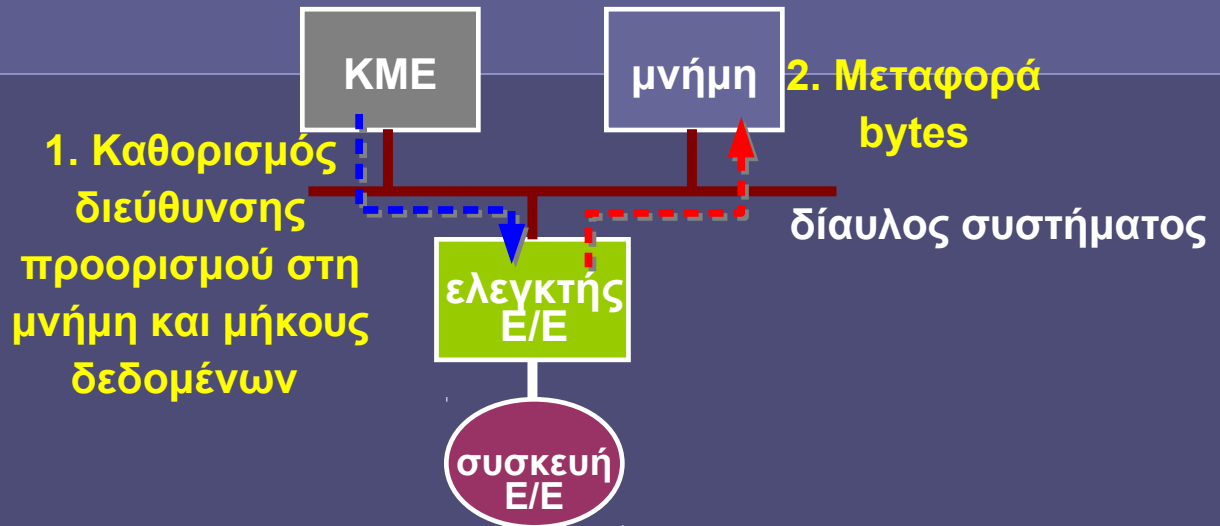 ΚΜΕ
μνήμη
1. Καθορισμός
διεύθυνσης
προορισμού στη
μνήμη και μήκους
δεδομένων
2. Μεταφορά
bytes
δίαυλος συστήματος
ελεγκτής
Ε/Ε
συσκευή
Ε/Ε